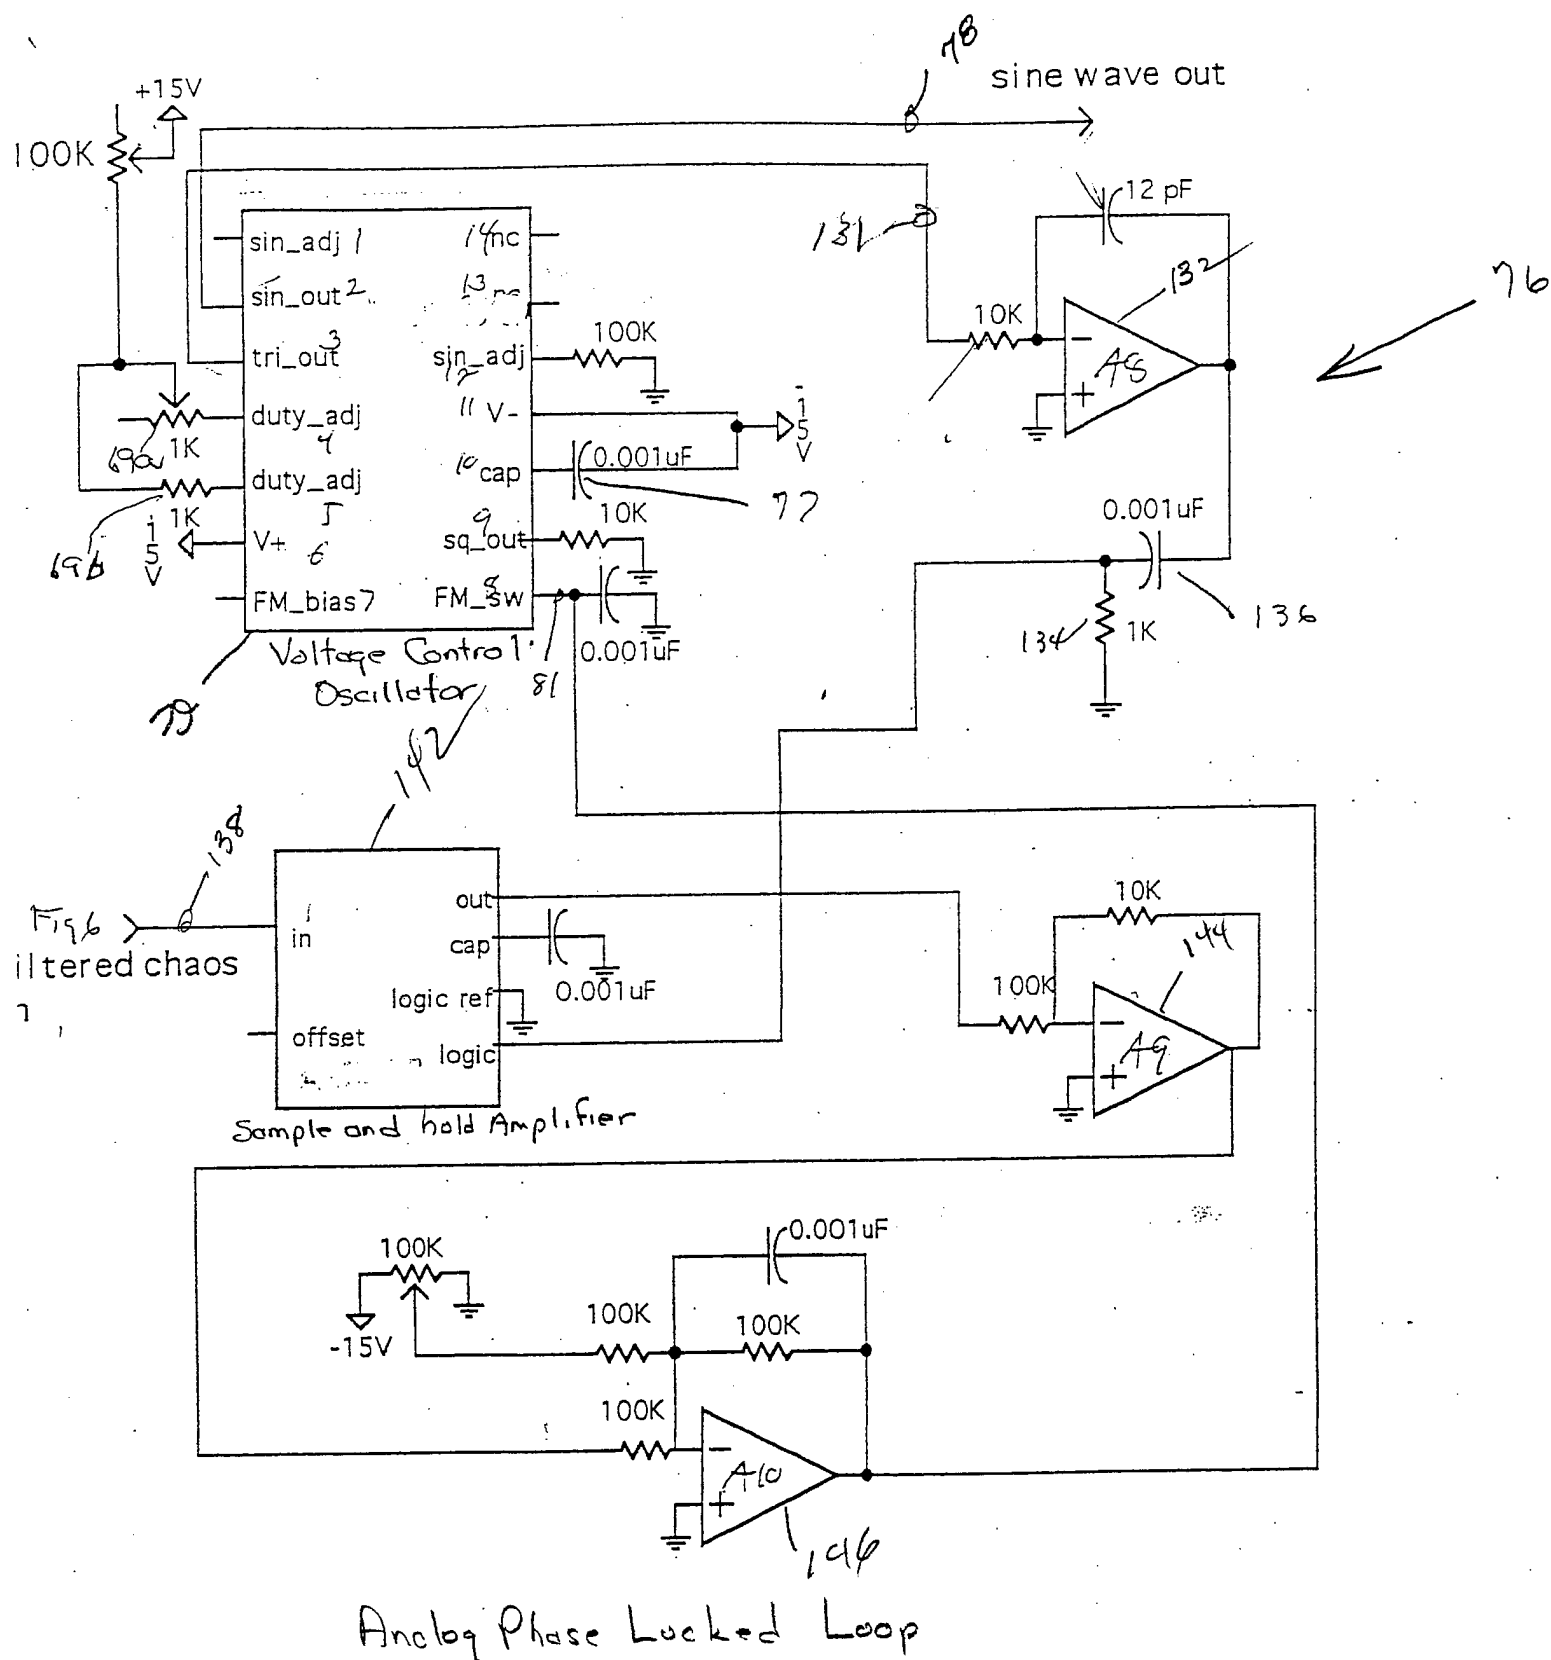 78
sine wave out
+15V
100K
12 pF
131
132
76
sin_adj 1
14 nc
sin_out 2
13
10K
A8
tri_out 3
sin_adj 12
100K
duty_adj 4
11 V-
-15V
69a
1K
10 cap
0.001uF
77
duty_adj 5
69b
1K
9 sq_out
10K
0.001uF
15V
V+ 6
FM_bias 7
FM_sw 8
134
1K
136
Voltage Control
Oscillator
81
0.001uF
79
142
138
Fig 6
iltered chaos
in
out
cap
0.001uF
logic ref
offset
logic
Sample and hold Amplifier
10K
144
100K
A9
0.001uF
100K
-15V
100K
100K
100K
A10
146
Analog Phase Locked Loop